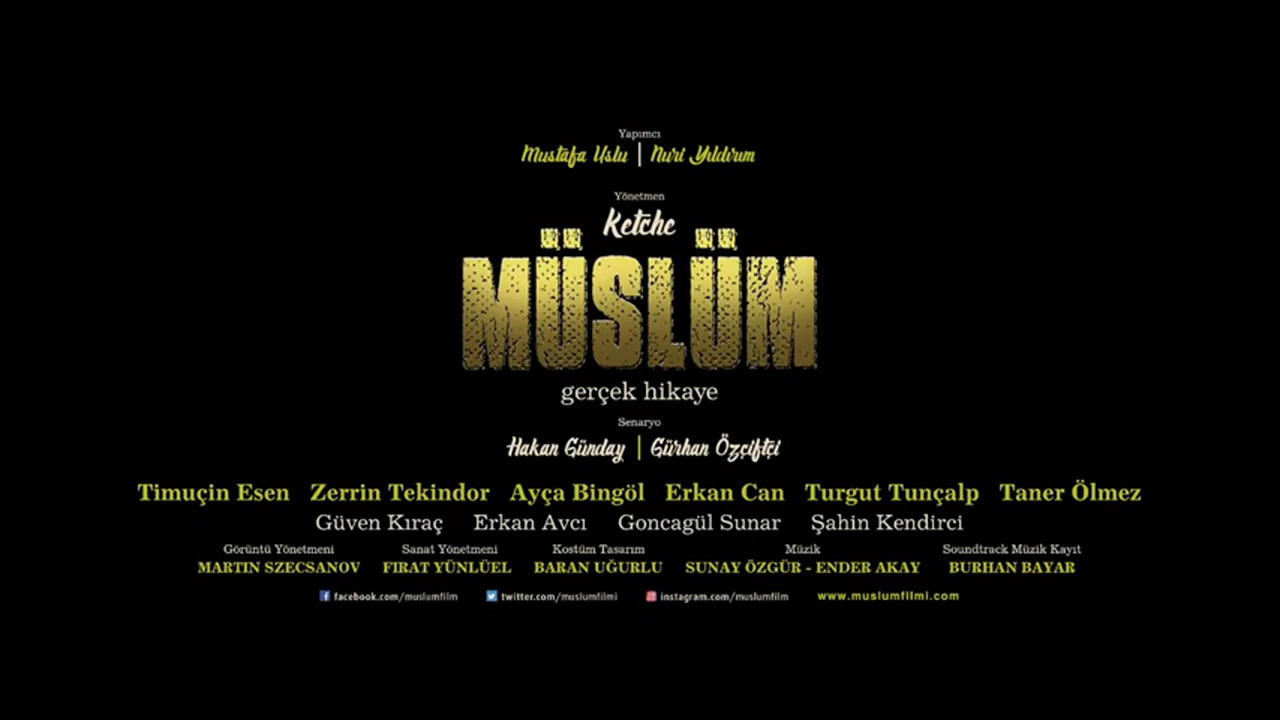 Yapımcı
Mustafa Uslu | Nuri Yıldırım
Yönetmen
Ketche
MÜSLÜM
gerçek hikaye
Senaryo
Hakan Günday | Gürhan Özçiftçi
Timuçin Esen Zerrin Tekindor Ayça Bingöl Erkan Can Turgut Tunçalp Taner Ölmez
Güven Kıraç Erkan Avcı Goncagül Sunar Şahin Kendirci
Görüntü Yönetmeni Sanat Yönetmeni Kostüm Tasarım Müzik Soundtrack Müzik Kayıt
MARTIN SZECSANOV FIRAT YÜNLÜEL BARAN UĞURLU SUNAY ÖZGÜR - ENDER AKAY BURHAN BAYAR
facebook.com/muslumfilm twitter.com/muslumfilmi instagram.com/muslumfilm www.muslumfilmi.com